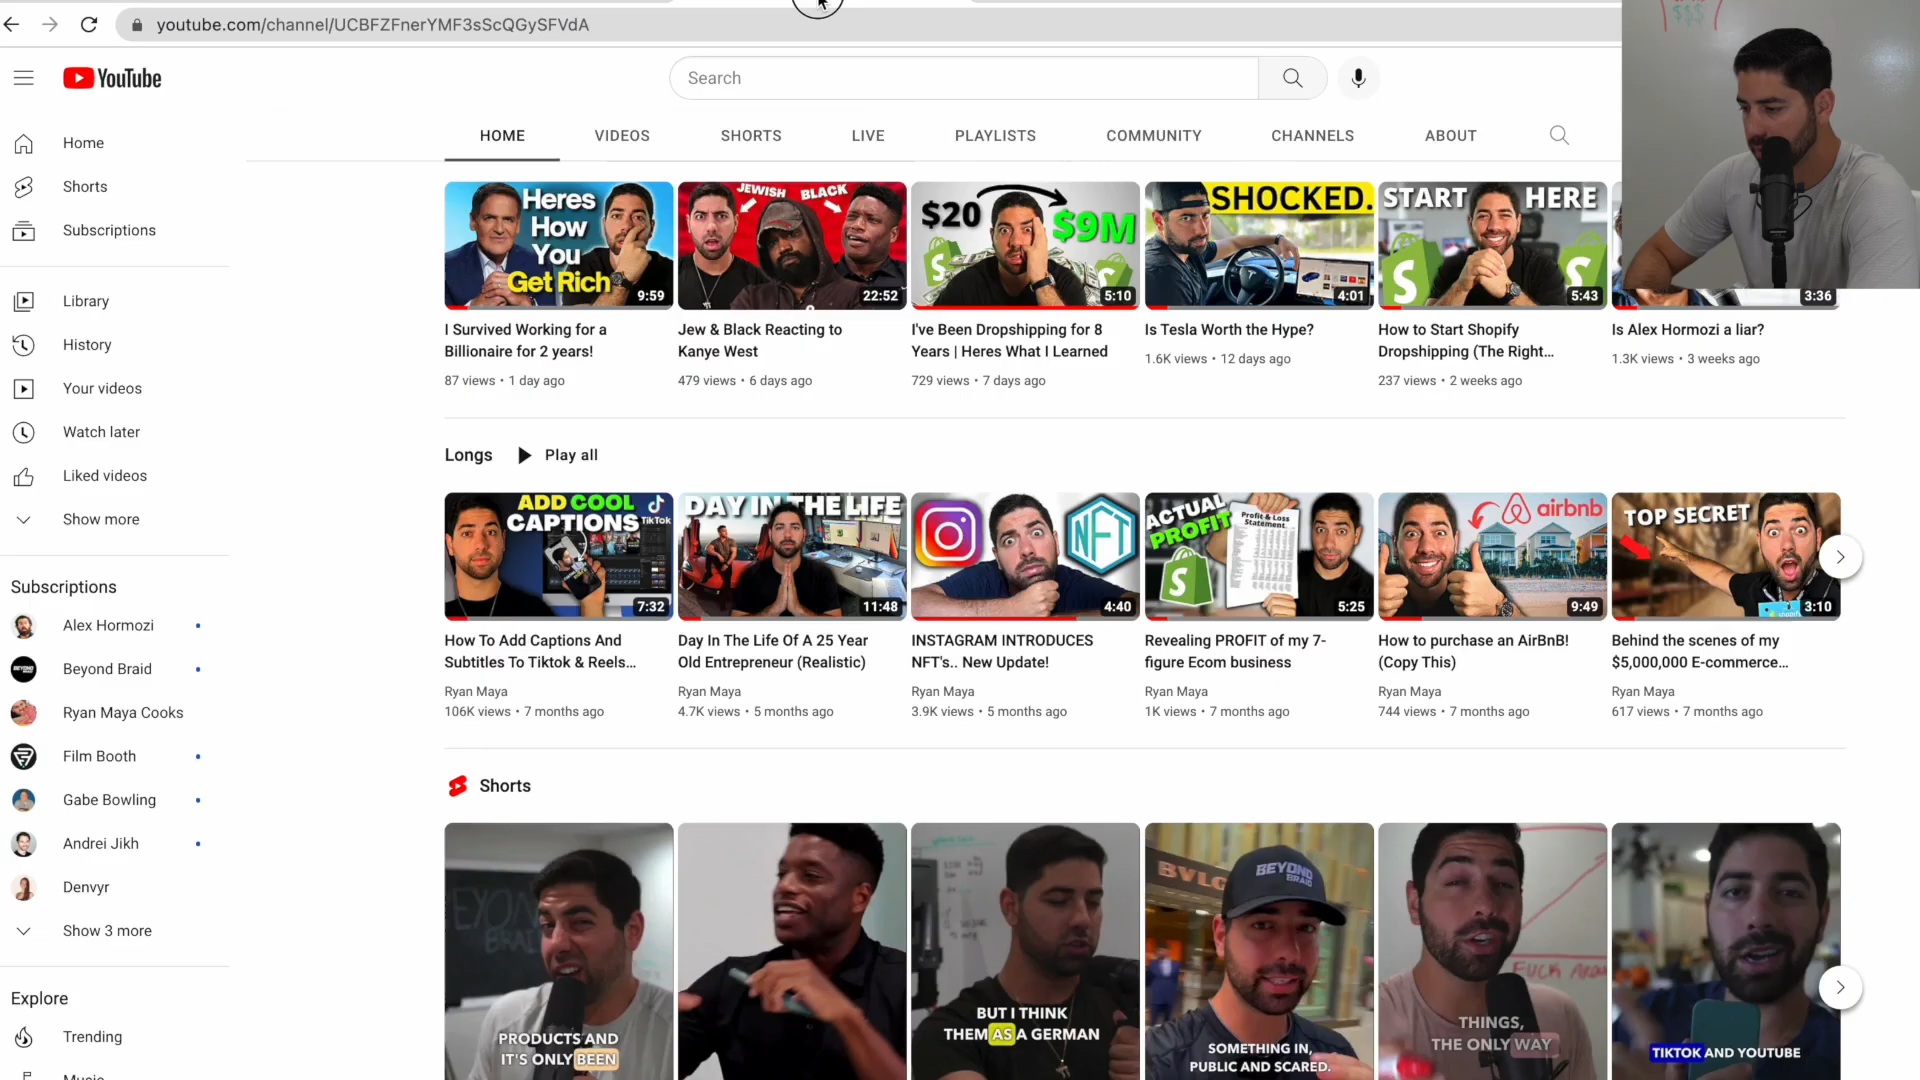 youtube.com/channel/UCBFZFnerYMF3sScQGySFVdA
$$$
YouTube
Search
HOME
VIDEOS
SHORTS
LIVE
PLAYLISTS
COMMUNITY
CHANNELS
ABOUT
Home
Shorts
Subscriptions
Library
History
Your videos
Watch later
Liked videos
Show more
Subscriptions
Alex Hormozi
Beyond Braid
Ryan Maya Cooks
Film Booth
Gabe Bowling
Andrei Jikh
Denvyr
Show 3 more
Explore
Trending
Music
Heres
How
You
Get Rich
9:59
I Survived Working for a
Billionaire for 2 years!
87 views • 1 day ago
JEWISH BLACK
22:52
Jew & Black Reacting to
Kanye West
479 views • 6 days ago
$20
$9M
5:10
I've Been Dropshipping for 8
Years | Heres What I Learned
729 views • 7 days ago
SHOCKED.
4:01
Is Tesla Worth the Hype?
1.6K views • 12 days ago
START HERE
5:43
How to Start Shopify
Dropshipping (The Right...
237 views • 2 weeks ago
3:36
Is Alex Hormozi a liar?
1.3K views • 3 weeks ago
Longs
Play all
ADD COOL
CAPTIONS
TikTok
7:32
How To Add Captions And
Subtitles To Tiktok & Reels...
Ryan Maya
106K views • 7 months ago
DAY IN THE LIFE
11:48
Day In The Life Of A 25 Year
Old Entrepreneur (Realistic)
Ryan Maya
4.7K views • 5 months ago
NFT
4:40
INSTAGRAM INTRODUCES
NFT's.. New Update!
Ryan Maya
3.9K views • 5 months ago
ACTUAL
PROFIT
Profit & Loss
Statement
5:25
Revealing PROFIT of my 7-
figure Ecom business
Ryan Maya
1K views • 7 months ago
airbnb
9:49
How to purchase an AirBnB!
(Copy This)
Ryan Maya
744 views • 7 months ago
TOP SECRET
shopify
3:10
Behind the scenes of my
$5,000,000 E-commerce...
Ryan Maya
617 views • 7 months ago
Shorts
PRODUCTS AND
IT'S ONLY BEEN
BUT I THINK
THEM AS A GERMAN
BVLG
BEYOND
BRAID
SOMETHING IN,
PUBLIC AND SCARED.
THINGS,
THE ONLY WAY
TIKTOK AND YOUTUBE